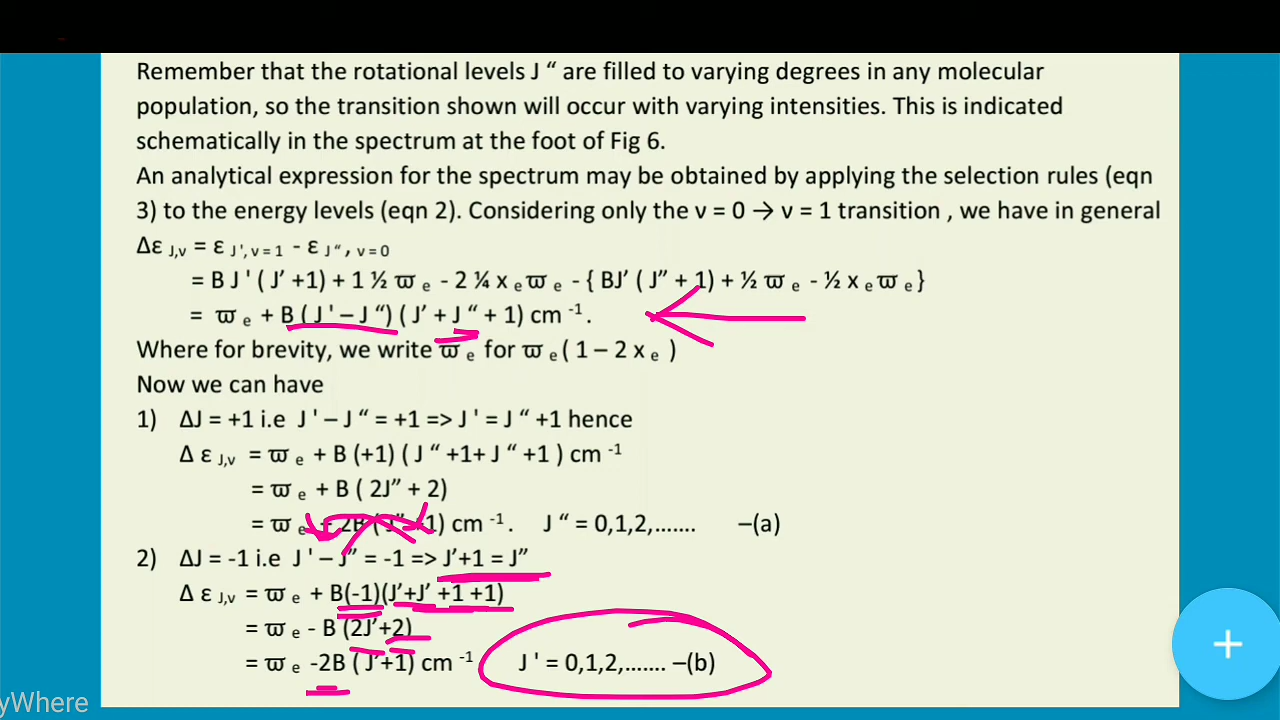 Remember that the rotational levels J “ are filled to varying degrees in any molecular
population, so the transition shown will occur with varying intensities. This is indicated
schematically in the spectrum at the foot of Fig 6.
An analytical expression for the spectrum may be obtained by applying the selection rules (eqn
3) to the energy levels (eqn 2). Considering only the v = 0 → v = 1 transition , we have in general
Δε J,v = ε J ', v = 1 - ε J “ , v = 0
= B J ' ( J’ +1) + 1 ½ ϖ e - 2 ¼ x e ϖ e - { BJ’ ( J” + 1) + ½ ϖ e - ½ x e ϖ e }
= ϖ e + B ( J ' – J “) ( J’ + J “ + 1) cm -1 .
Where for brevity, we write ϖ e for ϖ e ( 1 – 2 x e )
Now we can have
1) ΔJ = +1 i.e J ' – J “ = +1 => J ' = J “ +1 hence
Δ ε J,v = ϖ e + B (+1) ( J “ +1+ J “ +1 ) cm -1
= ϖ e + B ( 2J” + 2)
= ϖ e + 2B ( J” +1) cm -1 . J “ = 0,1,2,....... –(a)
2) ΔJ = -1 i.e J ' – J” = -1 => J’+1 = J”
Δ ε J,v = ϖ e + B(-1)(J’+J’ +1 +1)
= ϖ e - B (2J’+2)
= ϖ e -2B ( J’+1) cm -1 J ' = 0,1,2,....... –(b)
yWhere